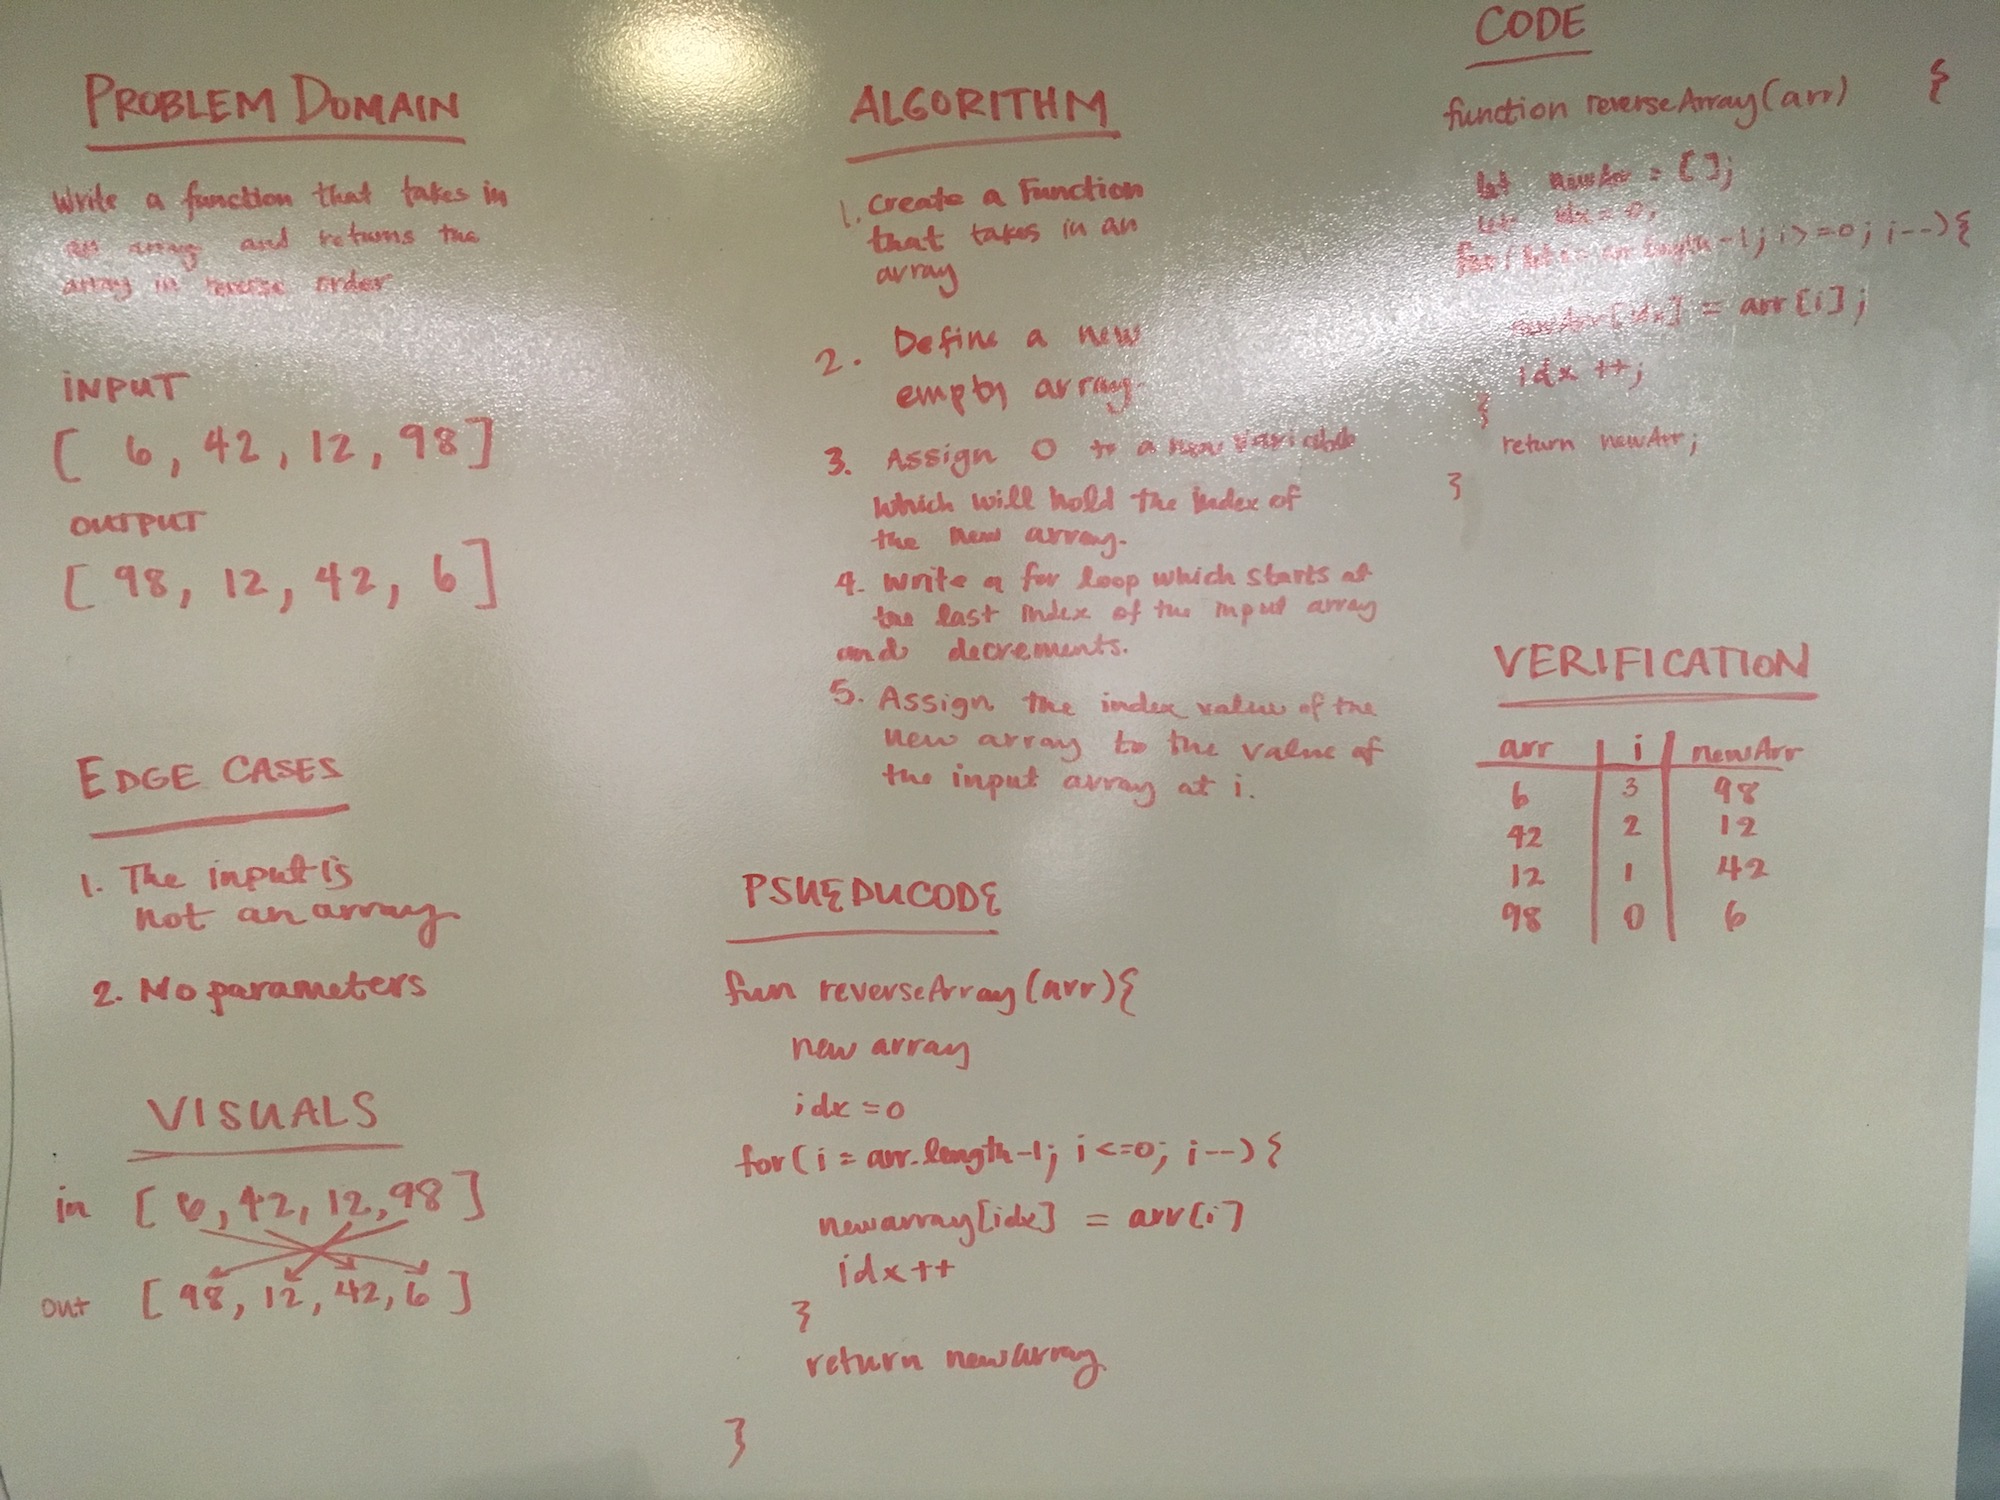 PROBLEM DOMAIN
Write a function that takes in
an array and returns the
array in reverse order
INPUT
[ 6, 42, 12, 98 ]
OUTPUT
[ 98, 12, 42, 6 ]
EDGE CASES
1. The input is
not an array
2. No parameters
VISUALS
in [ 6, 42, 12, 98 ]
out [ 98, 12, 42, 6 ]
ALGORITHM
1. Create a Function
that takes in an
array
2. Define a new
empty array.
3. Assign 0 to a new variable
which will hold the index of
the new array.
4. Write a for loop which starts at
the last index of the input array
and decrements.
5. Assign the index value of the
new array to the value of
the input array at i.
PSUEDUCODE
fun reverseArray(arr){
new array
idx = 0
for( i = arr.length-1; i <=0; i--) {
newarray[idx] = arr[i]
idx++
}
return newarray
}
CODE
function reverseArray(arr) {
let newArr = [ ];
let idx = 0;
for(let i = arr.length-1; i>=0; i--){
newArr[idx] = arr[i];
idx ++;
}
return newArr;
}
VERIFICATION
arr i newArr
6 3 98
42 2 12
12 1 42
98 0 6